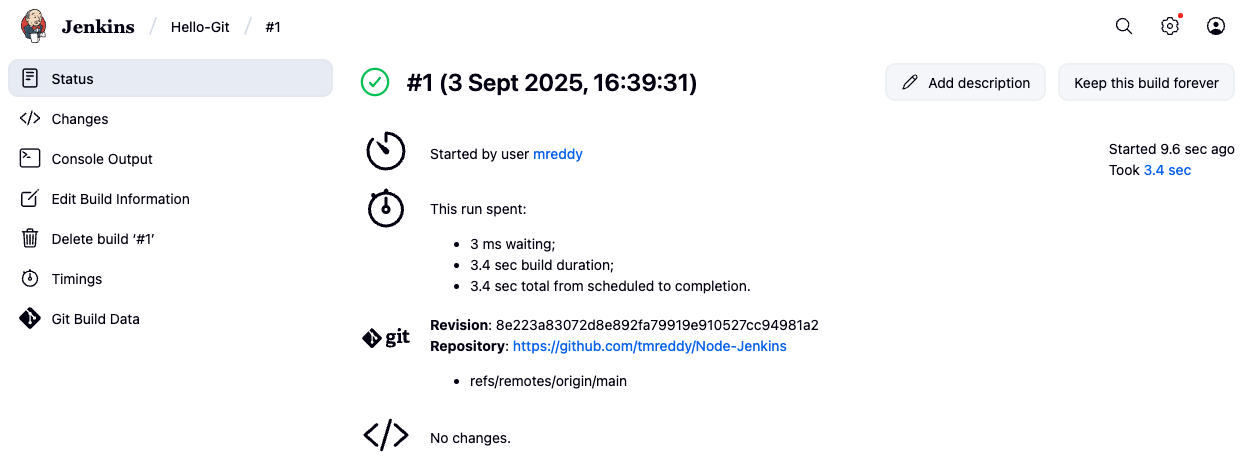 Jenkins / Hello-Git / #1
Status
Changes
Console Output
Edit Build Information
Delete build ‘#1’
Timings
Git Build Data
#1 (3 Sept 2025, 16:39:31)
Add description
Keep this build forever
Started by user mreddy
Started 9.6 sec ago
Took 3.4 sec
This run spent:
• 3 ms waiting;
• 3.4 sec build duration;
• 3.4 sec total from scheduled to completion.
git
Revision: 8e223a83072d8e892fa79919e910527cc94981a2
Repository: https://github.com/tmreddy/Node-Jenkins
• refs/remotes/origin/main
No changes.